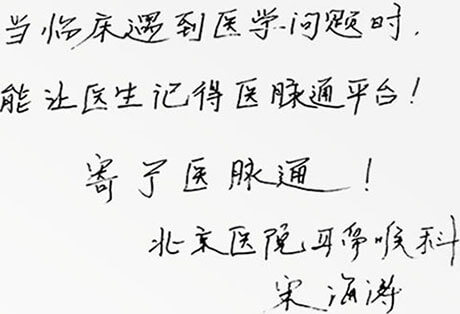 当临床遇到医学问题时，
能让医生记得医脉通平台！
寄予医脉通！
北京医院耳鼻喉科
宋海涛